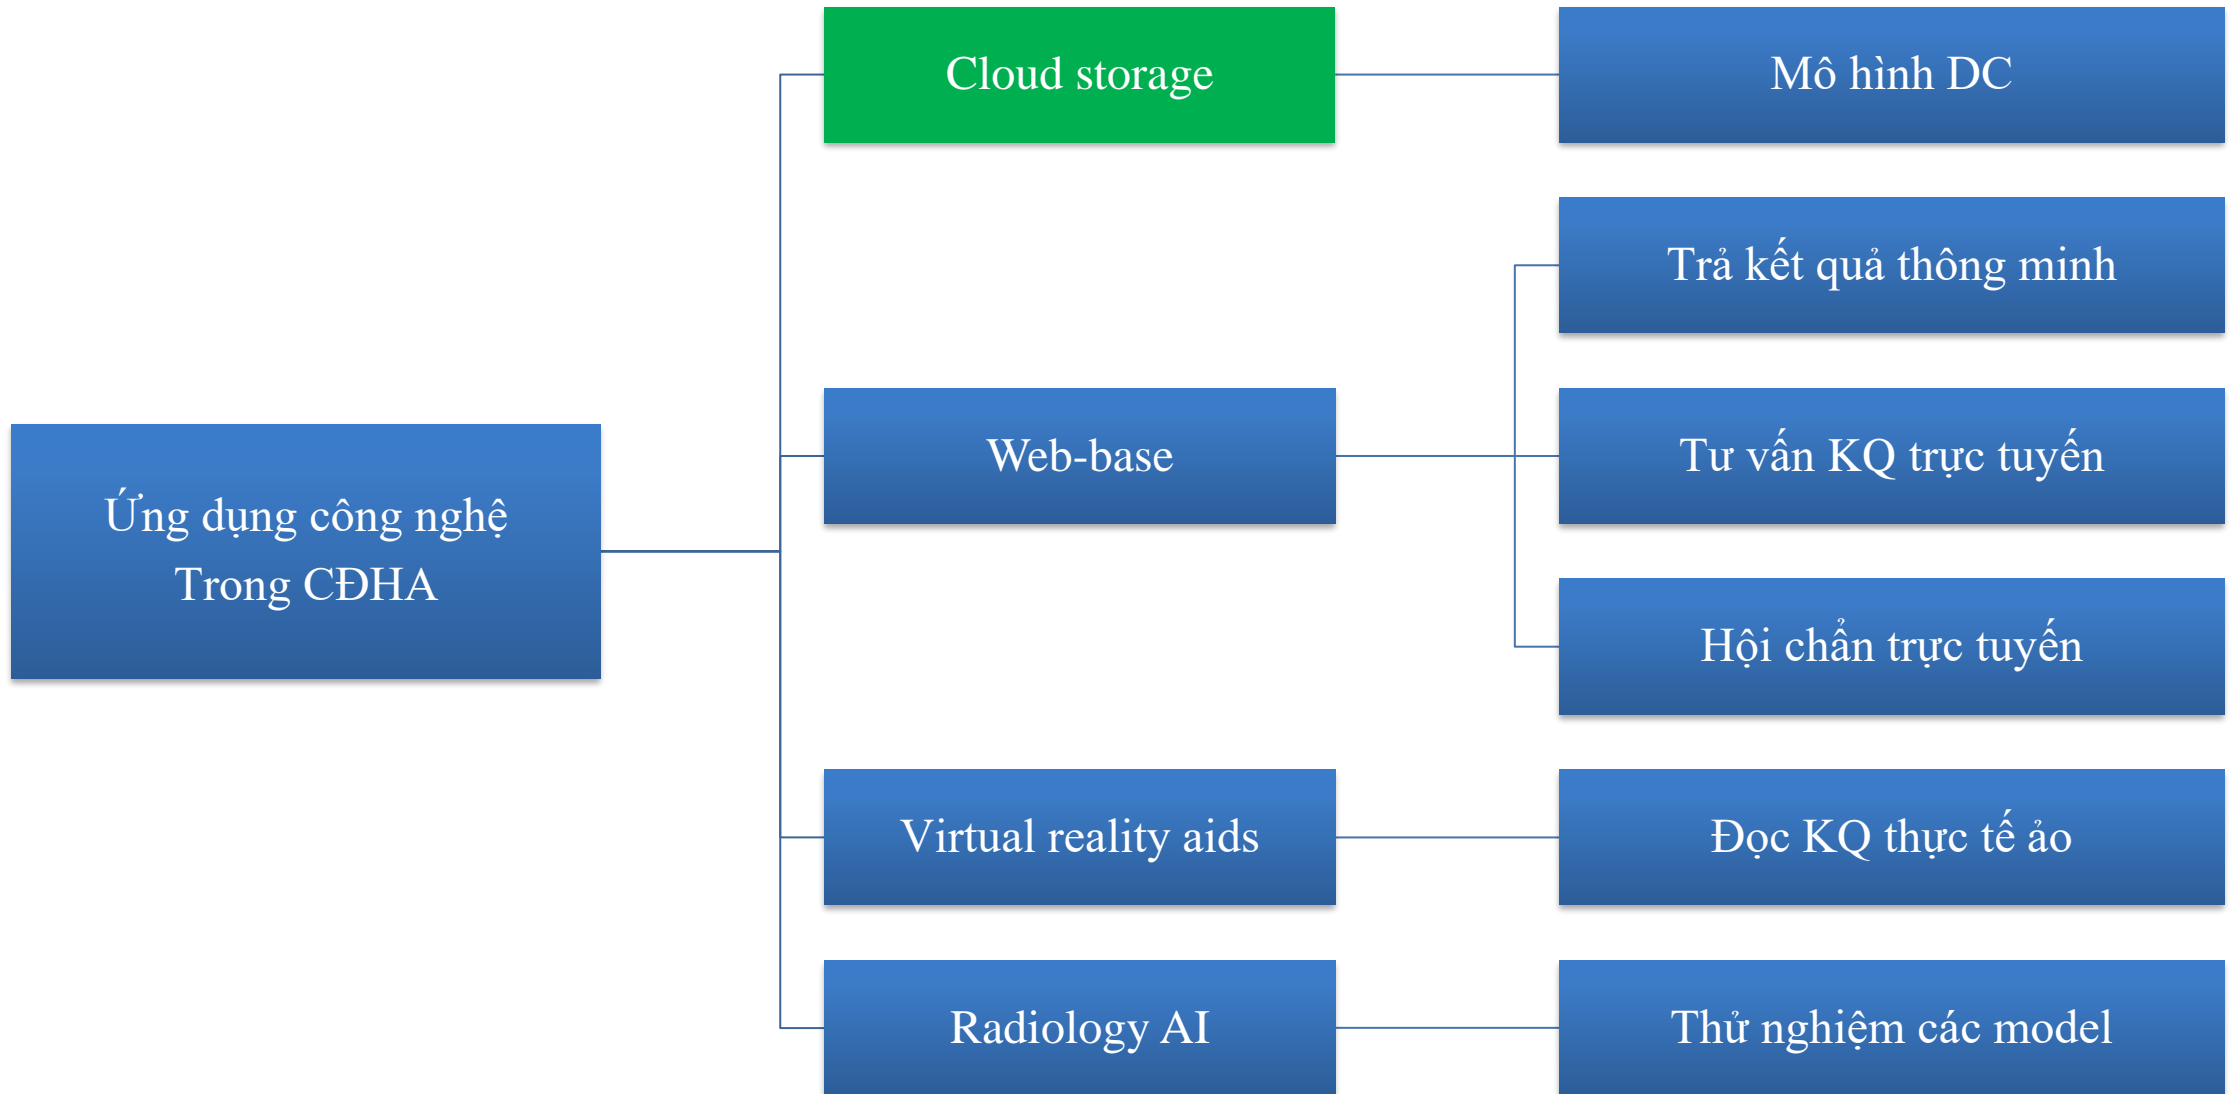 Cloud storage
Mô hình DC
Trả kết quả thông minh
Ứng dụng công nghệ
Trong CĐHA
Web-base
Tư vấn KQ trực tuyến
Hội chẩn trực tuyến
Virtual reality aids
Đọc KQ thực tế ảo
Radiology AI
Thử nghiệm các model